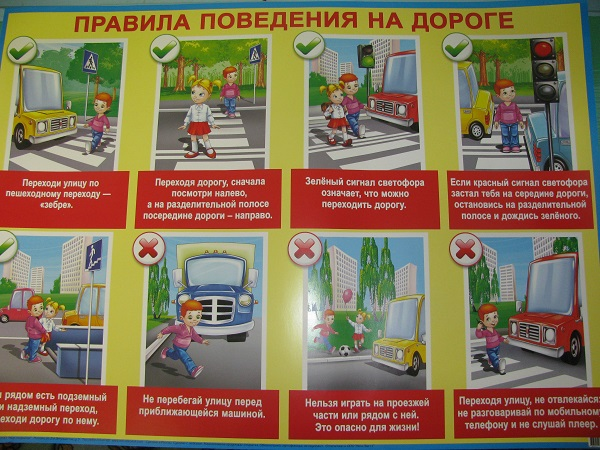 ПРАВИЛА ПОВЕДЕНИЯ НА ДОРОГЕ
Переходи улицу по
пешеходному переходу —
«зебре».
Переходя дорогу, сначала
посмотри налево,
а на разделительной полосе
посередине дороги – направо.
Зелёный сигнал светофора
означает, что можно
переходить дорогу.
Если красный сигнал светофора
застал тебя на середине дороги,
остановись на разделительной
полосе и дождись зелёного.
рядом есть подземный
и надземный переход,
еходи дорогу по нему.
Не перебегай улицу перед
приближающейся машиной.
Нельзя играть на проезжей
части или рядом с ней.
Это опасно для жизни!
Переходя улицу, не отвлекайся:
не разговаривай по мобильному
телефону и не слушай плеер.